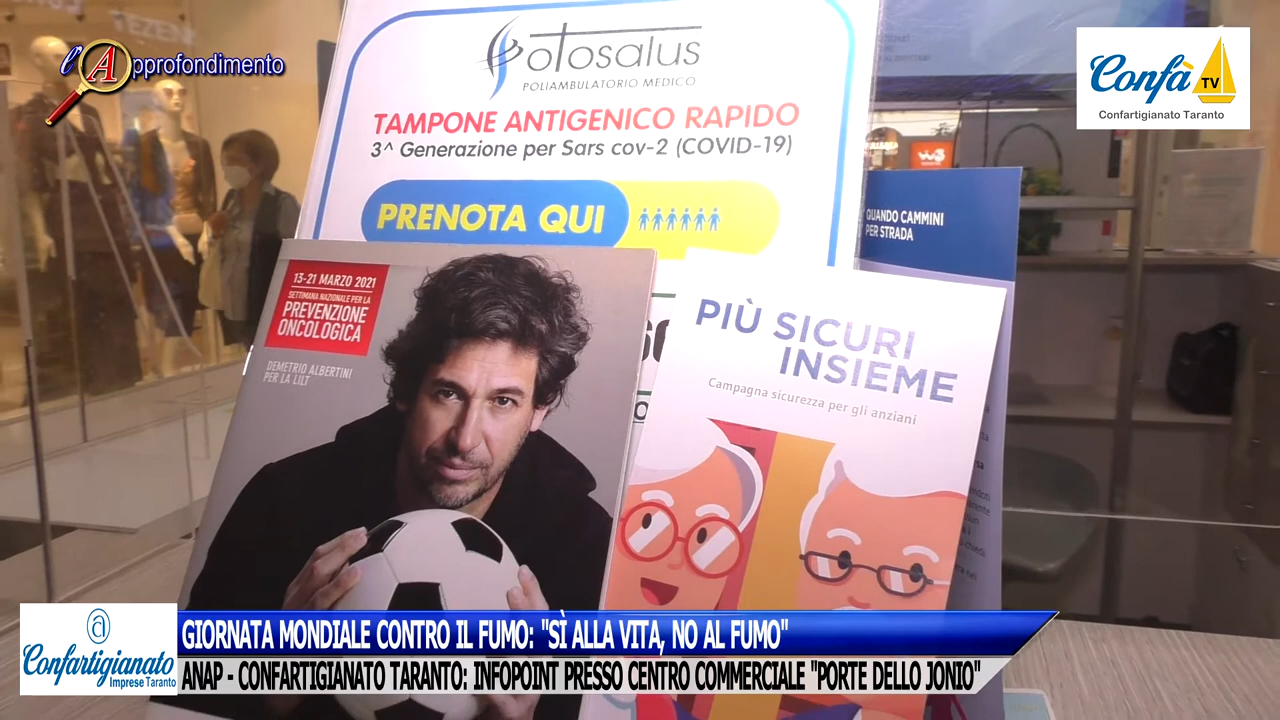 l'Approfondimento
Confà TV
Confartigianato Taranto
Fotosalus
POLIAMBULATORIO MEDICO
TAMPONE ANTIGENICO RAPIDO
3^ Generazione per Sars cov-2 (COVID-19)
PRENOTA QUI
QUANDO CAMMINI
PER STRADA
13-21 MARZO 2021
SETTIMANA NAZIONALE PER LA
PREVENZIONE
ONCOLOGICA
DEMETRIO ALBERTINI
PER LA LILT
PIÙ SICURI
INSIEME
Campagna sicurezza per gli anziani
@
Confartigianato
Imprese Taranto
GIORNATA MONDIALE CONTRO IL FUMO: "SÌ ALLA VITA, NO AL FUMO"
ANAP - CONFARTIGIANATO TARANTO: INFOPOINT PRESSO CENTRO COMMERCIALE "PORTE DELLO JONIO"